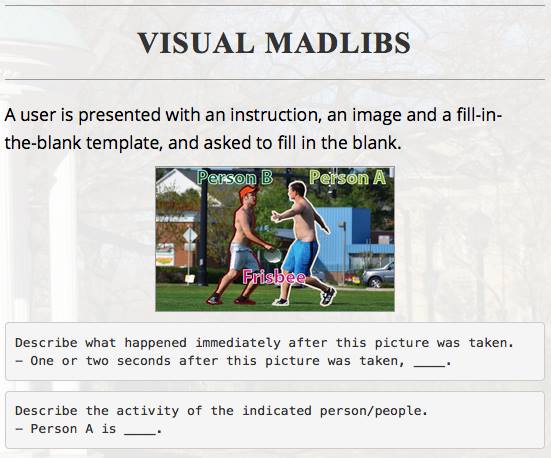 VISUAL MADLIBS
A user is presented with an instruction, an image and a fill-in-
the-blank template, and asked to fill in the blank.
Person B Person A
Frisbee
Describe what happened immediately after this picture was taken.
– One or two seconds after this picture was taken, ____.
Describe the activity of the indicated person/people.
– Person A is ____.